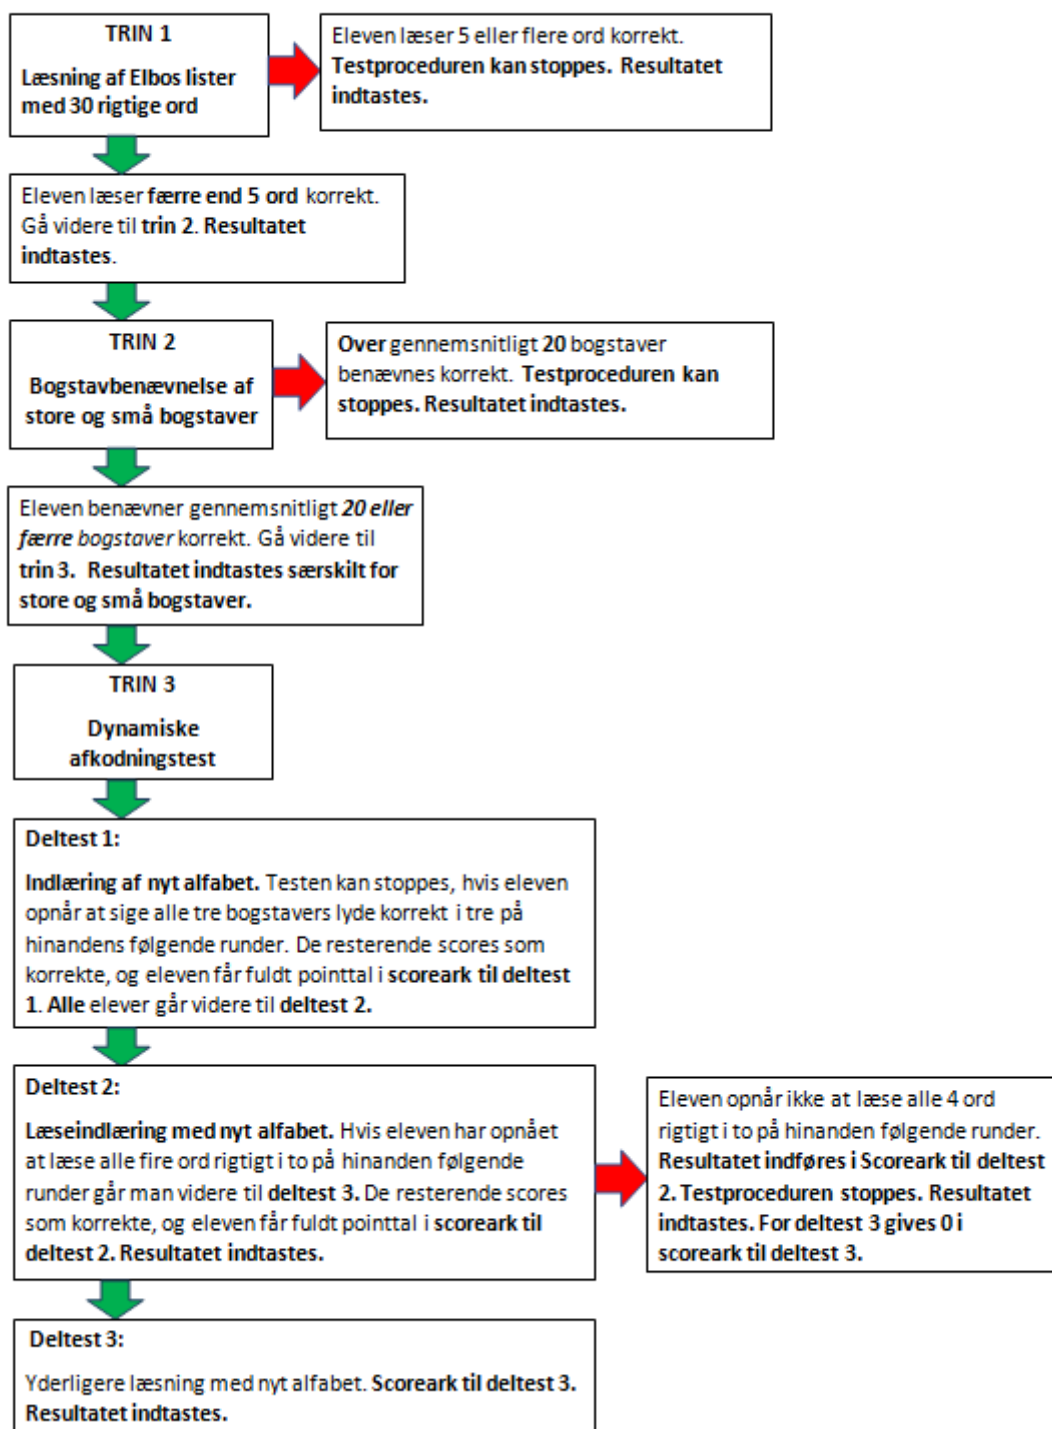 TRIN 1
Læsning af Elbos lister
med 30 rigtige ord
Eleven læser 5 eller flere ord korrekt.
Testproceduren kan stoppes. Resultatet
indtastes.
Eleven læser færre end 5 ord korrekt.
Gå videre til trin 2. Resultatet
indtastes.
TRIN 2
Bogstavbenævnelse af
store og små bogstaver
Over gennemsnitligt 20 bogstaver
benævnes korrekt. Testproceduren kan
stoppes. Resultatet indtastes.
Eleven benævner gennemsnitligt 20 eller
færre bogstaver korrekt. Gå videre til
trin 3. Resultatet indtastes særskilt for
store og små bogstaver.
TRIN 3
Dynamiske
afkodningstest
Deltest 1:
Indlæring af nyt alfabet. Testen kan stoppes, hvis eleven
opnår at sige alle tre bogstavers lyde korrekt i tre på
hinandens følgende runder. De resterende scores som
korrekte, og eleven får fuldt pointtal i scoreark til deltest
1. Alle elever går videre til deltest 2.
Deltest 2:
Læseindlæring med nyt alfabet. Hvis eleven har opnået
at læse alle fire ord rigtigt i to på hinanden følgende
runder går man videre til deltest 3. De resterende scores
som korrekte, og eleven får fuldt pointtal i scoreark til
deltest 2. Resultatet indtastes.
Eleven opnår ikke at læse alle 4 ord
rigtigt i to på hinanden følgende runder.
Resultatet indføres i Scoreark til deltest
2. Testproceduren stoppes. Resultatet
indtastes. For deltest 3 gives 0 i
scoreark til deltest 3.
Deltest 3:
Yderligere læsning med nyt alfabet. Scoreark til deltest 3.
Resultatet indtastes.